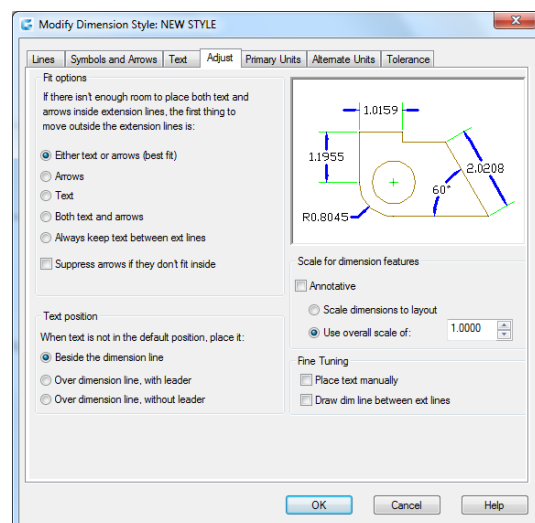 Modify Dimension Style: NEW STYLE
Lines Symbols and Arrows Text Adjust Primary Units Alternate Units Tolerance
Fit options
If there isn't enough room to place both text and
arrows inside extension lines, the first thing to
move outside the extension lines is:
Either text or arrows (best fit)
Arrows
Text
Both text and arrows
Always keep text between ext lines
Suppress arrows if they don't fit inside
Text position
When text is not in the default position, place it:
Beside the dimension line
Over dimension line, with leader
Over dimension line, without leader
1.0159
1.1955
2.0208
60°
R0.8045
Scale for dimension features
Annotative
Scale dimensions to layout
Use overall scale of: 1.0000
Fine Tuning
Place text manually
Draw dim line between ext lines
OK Cancel Help